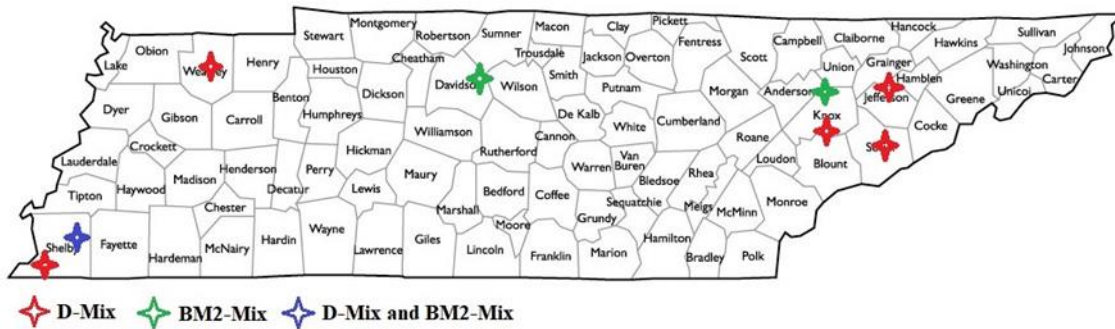 Montgomery Robertson Sumner Macon Clay Pickett Hancock Sullivan
Lake Obion Weakley Henry Stewart Cheatham Trousdale Jackson Overton Fentress Scott Campbell Claiborne Hawkins Johnson
Houston Davidson Wilson Smith Putnam Morgan Anderson Union Grainger Hamblen Washington Carter
Dyer Gibson Carroll Benton Humphreys Dickson De Kalb White Cumberland Roane Knox Jefferson Greene Unicoi
Lauderdale Crockett Henderson Hickman Williamson Rutherford Cannon Warren Van Buren Bledsoe Rhea Loudon Blount Cocke
Tipton Haywood Madison Decatur Perry Lewis Maury Bedford Coffee Sequatchie Meigs McMinn Monroe
Shelby Fayette Hardeman Chester McNairy Hardin Wayne Lawrence Giles Marshall Lincoln Moore Franklin Grundy Marion Hamilton Bradley Polk
D-Mix BM2-Mix D-Mix and BM2-Mix